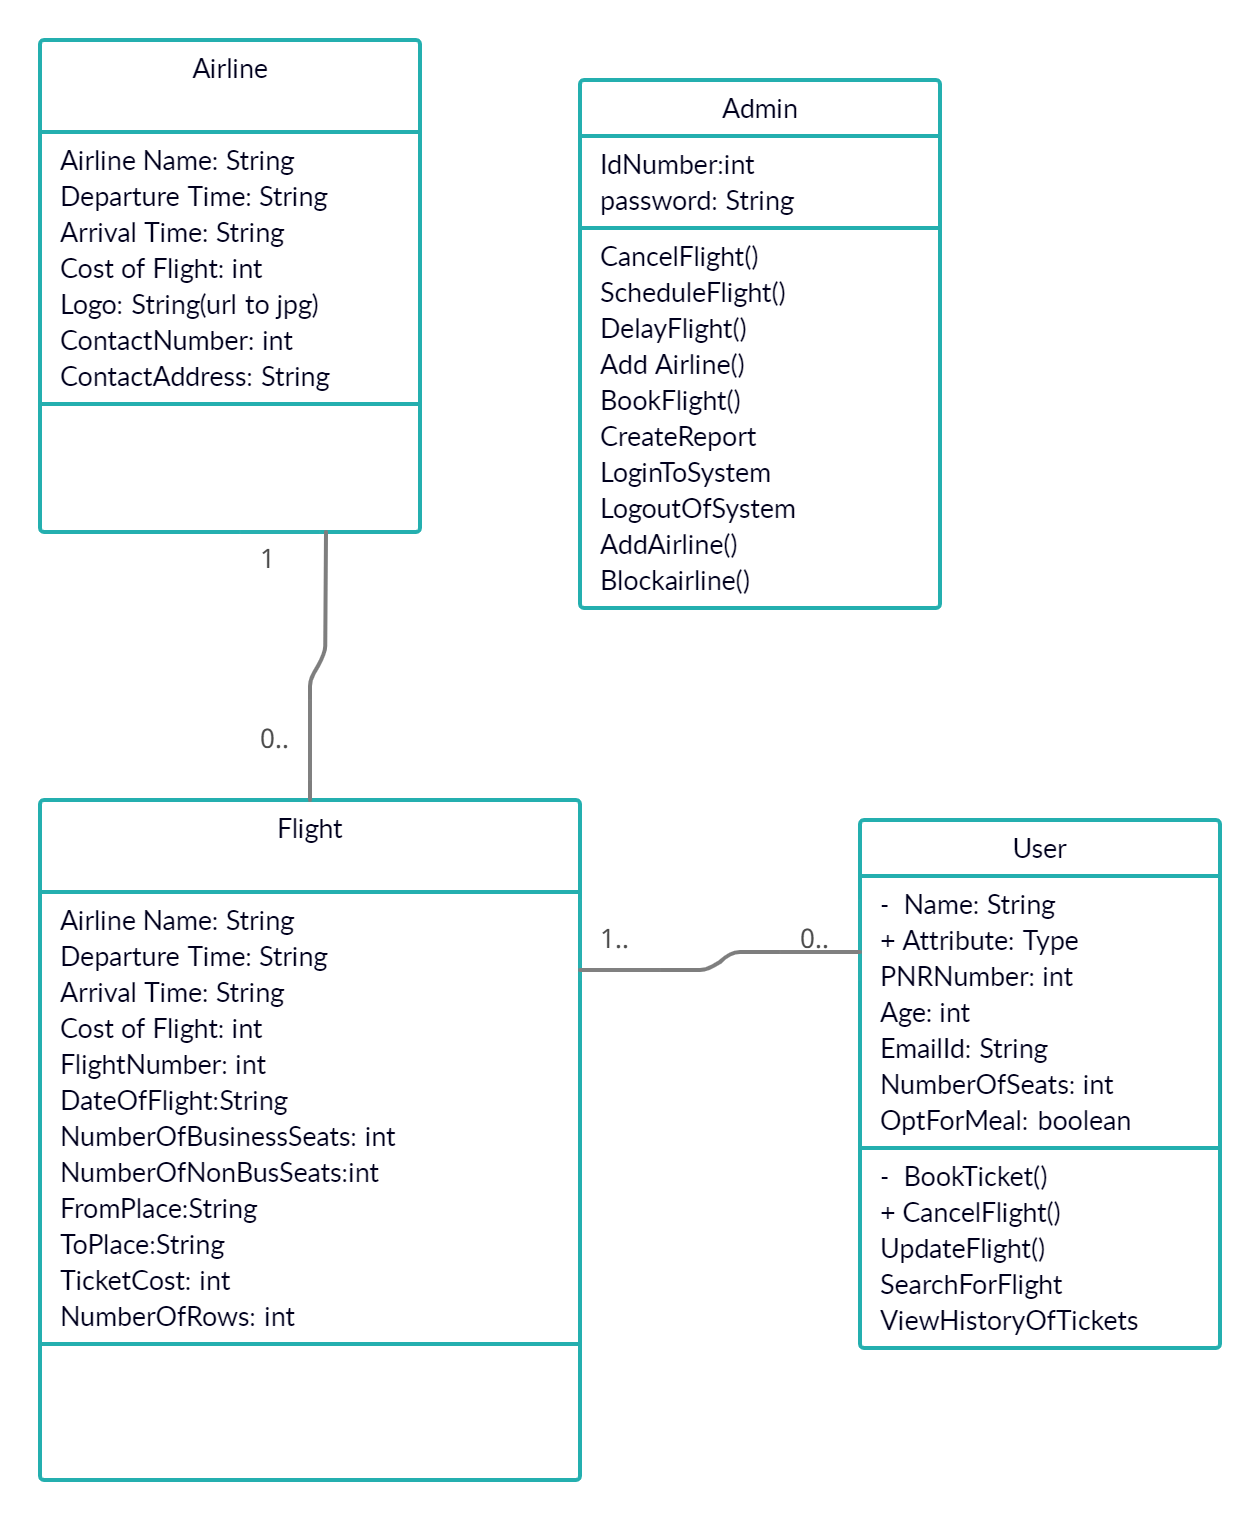 Airline
Airline Name: String
Departure Time: String
Arrival Time: String
Cost of Flight: int
Logo: String(url to jpg)
ContactNumber: int
ContactAddress: String
Admin
IdNumber:int
password: String
CancelFlight()
ScheduleFlight()
DelayFlight()
Add Airline()
BookFlight()
CreateReport
LoginToSystem
LogoutOfSystem
AddAirline()
Blockairline()
1
0..
Flight
Airline Name: String
Departure Time: String
Arrival Time: String
Cost of Flight: int
FlightNumber: int
DateOfFlight:String
NumberOfBusinessSeats: int
NumberOfNonBusSeats:int
FromPlace:String
ToPlace:String
TicketCost: int
NumberOfRows: int
1..
0..
User
- Name: String
+ Attribute: Type
PNRNumber: int
Age: int
EmailId: String
NumberOfSeats: int
OptForMeal: boolean
- BookTicket()
+ CancelFlight()
UpdateFlight()
SearchForFlight
ViewHistoryOfTickets